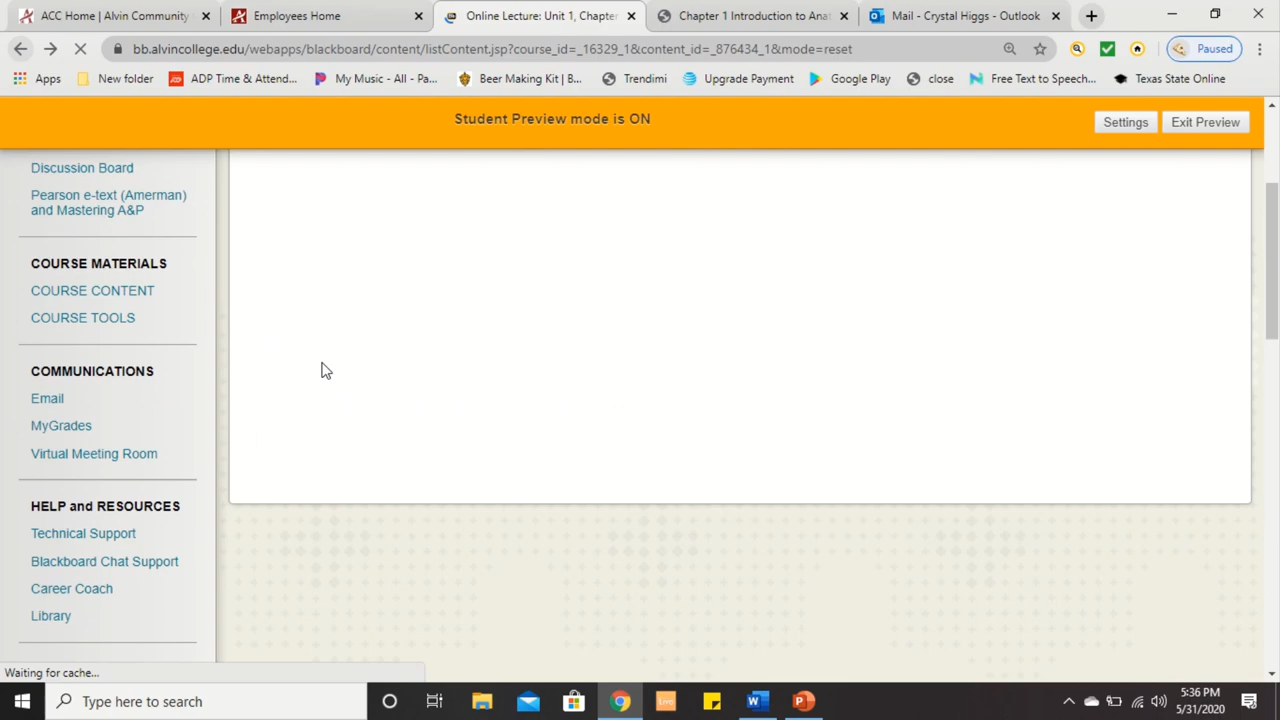 ACC Home | Alvin Community
Employees Home
Online Lecture: Unit 1, Chapter
Chapter 1 Introduction to Anat
Mail - Crystal Higgs - Outlook
bb.alvincollege.edu/webapps/blackboard/content/listContent.jsp?course_id=_16329_1&content_id=_876434_1&mode=reset
Paused
Apps
New folder
ADP Time & Attend...
My Music - All - Pa...
Beer Making Kit | B...
Trendimi
Upgrade Payment
Google Play
close
Free Text to Speech...
Texas State Online
Student Preview mode is ON
Settings
Exit Preview
Discussion Board
Pearson e-text (Amerman)
and Mastering A&P
COURSE MATERIALS
COURSE CONTENT
COURSE TOOLS
COMMUNICATIONS
Email
MyGrades
Virtual Meeting Room
HELP and RESOURCES
Technical Support
Blackboard Chat Support
Career Coach
Library
Waiting for cache...
Type here to search
Live
5:36 PM
5/31/2020